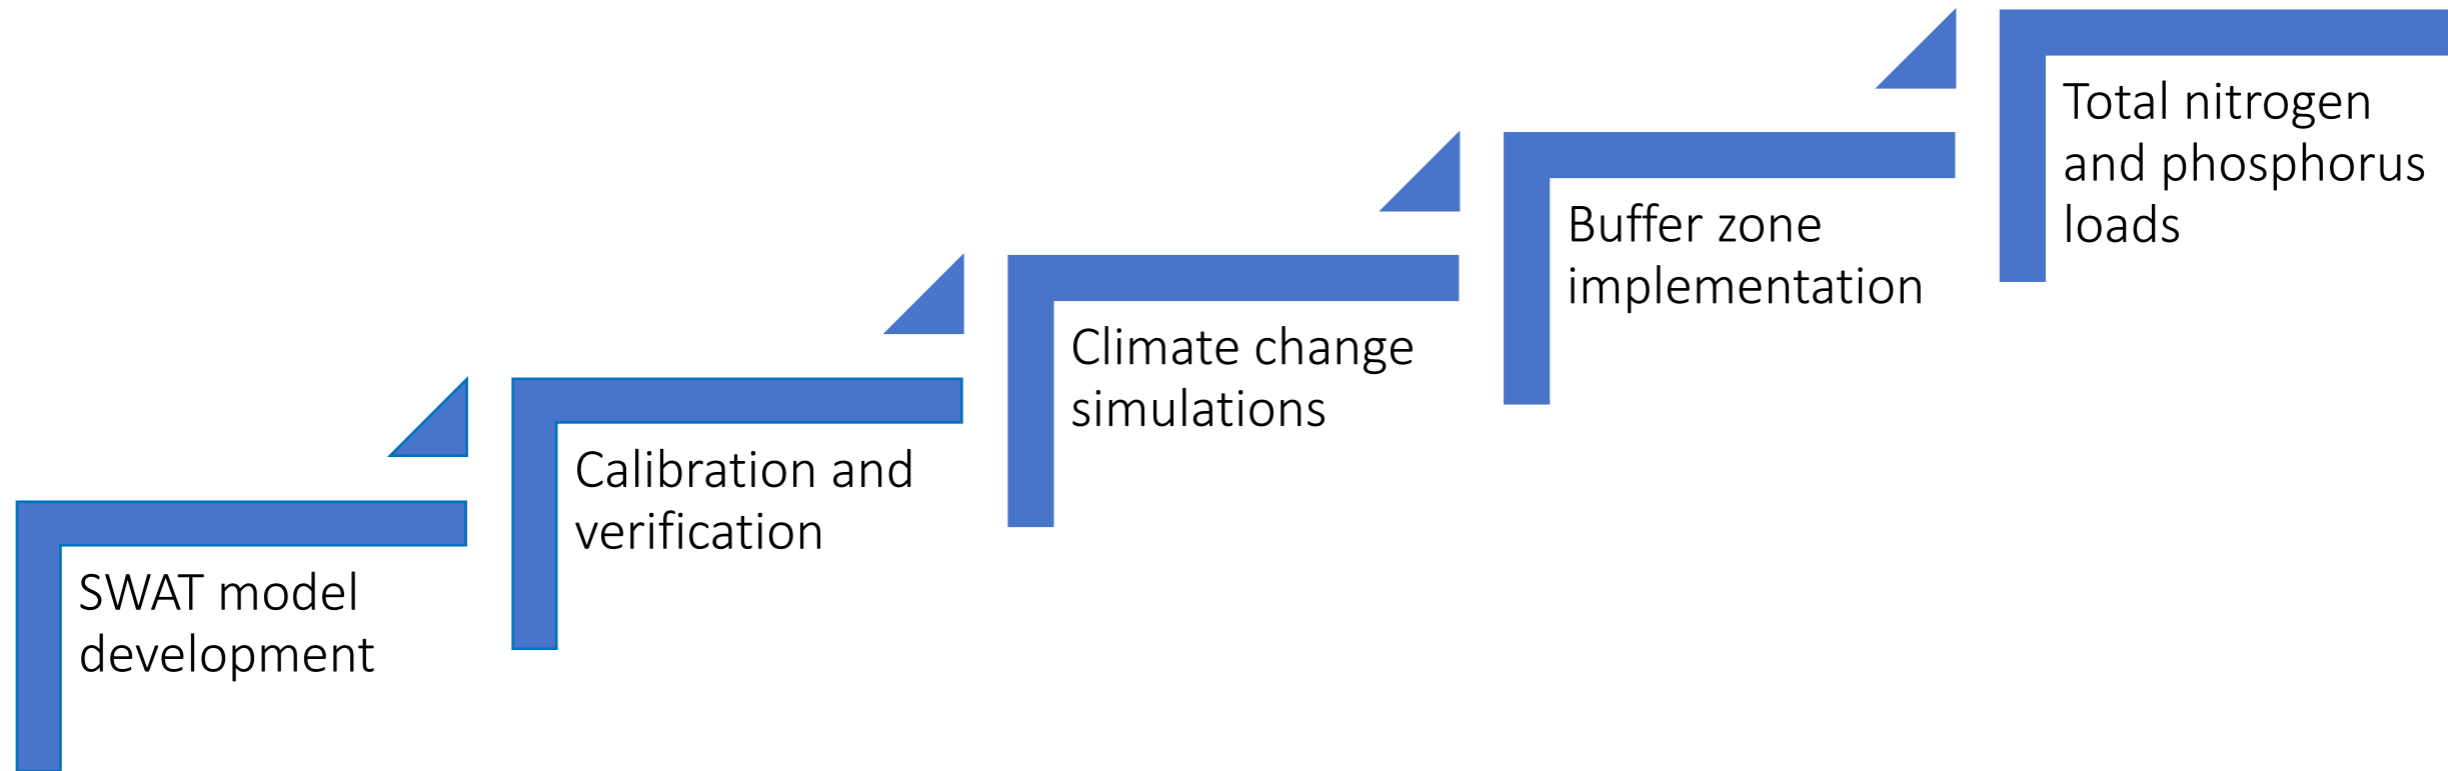 SWAT model
development
Calibration and
verification
Climate change
simulations
Buffer zone
implementation
Total nitrogen
and phosphorus
loads